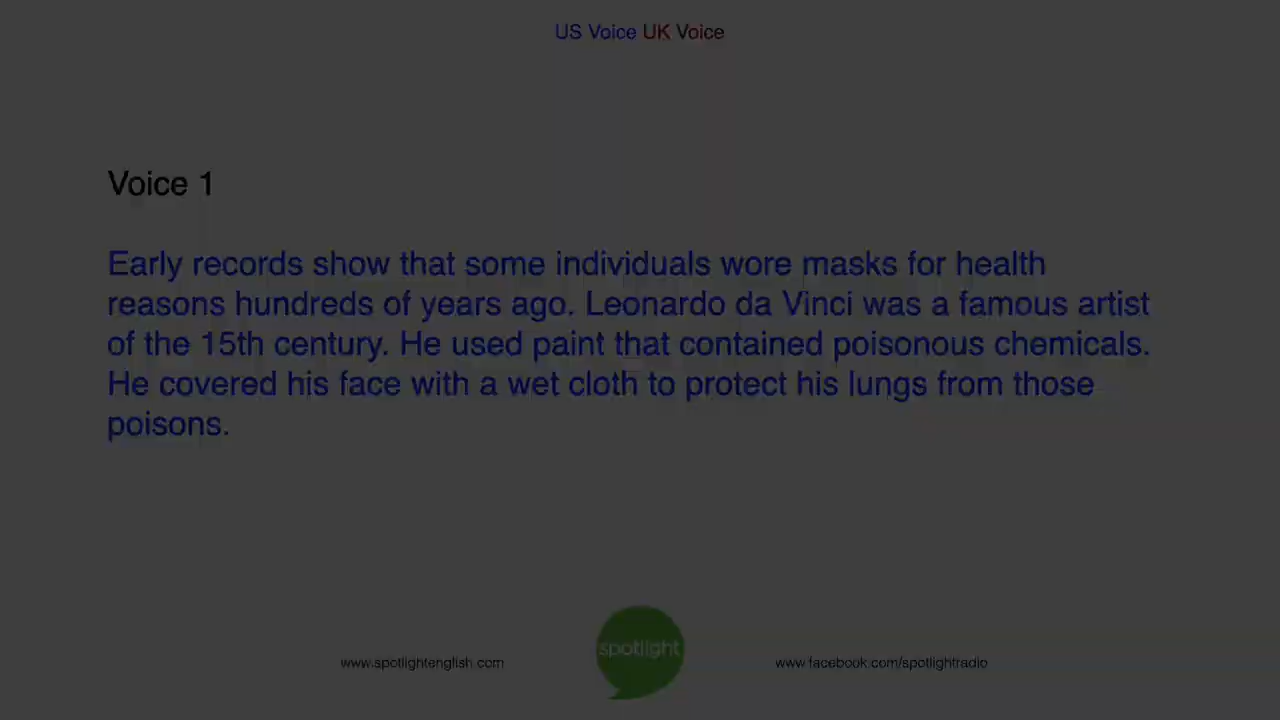 US Voice UK Voice
Voice 1
Early records show that some individuals wore masks for health
reasons hundreds of years ago. Leonardo da Vinci was a famous artist
of the 15th century. He used paint that contained poisonous chemicals.
He covered his face with a wet cloth to protect his lungs from those
poisons.
spotlight
www.spotlightenglish.com
www.facebook.com/spotlightradio